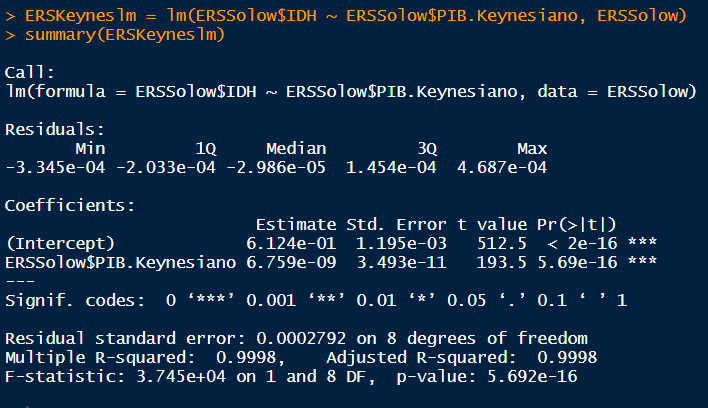 > ERSKeyneslm = lm(ERSSolow$IDH ~ ERSSolow$PIB.Keynesiano, ERSSolow)
> summary(ERSKeyneslm)
Call:
lm(formula = ERSSolow$IDH ~ ERSSolow$PIB.Keynesiano, data = ERSSolow)
Residuals:
Min 1Q Median 3Q Max
-3.345e-04 -2.033e-04 -2.986e-05 1.454e-04 4.687e-04
Coefficients:
Estimate Std. Error t value Pr(>|t|)
(Intercept) 6.124e-01 1.195e-03 512.5 < 2e-16 ***
ERSSolow$PIB.Keynesiano 6.759e-09 3.493e-11 193.5 5.69e-16 ***
---
Signif. codes: 0 ‘***’ 0.001 ‘**’ 0.01 ‘*’ 0.05 ‘.’ 0.1 ‘ ’ 1
Residual standard error: 0.0002792 on 8 degrees of freedom
Multiple R-squared: 0.9998, Adjusted R-squared: 0.9998
F-statistic: 3.745e+04 on 1 and 8 DF, p-value: 5.692e-16